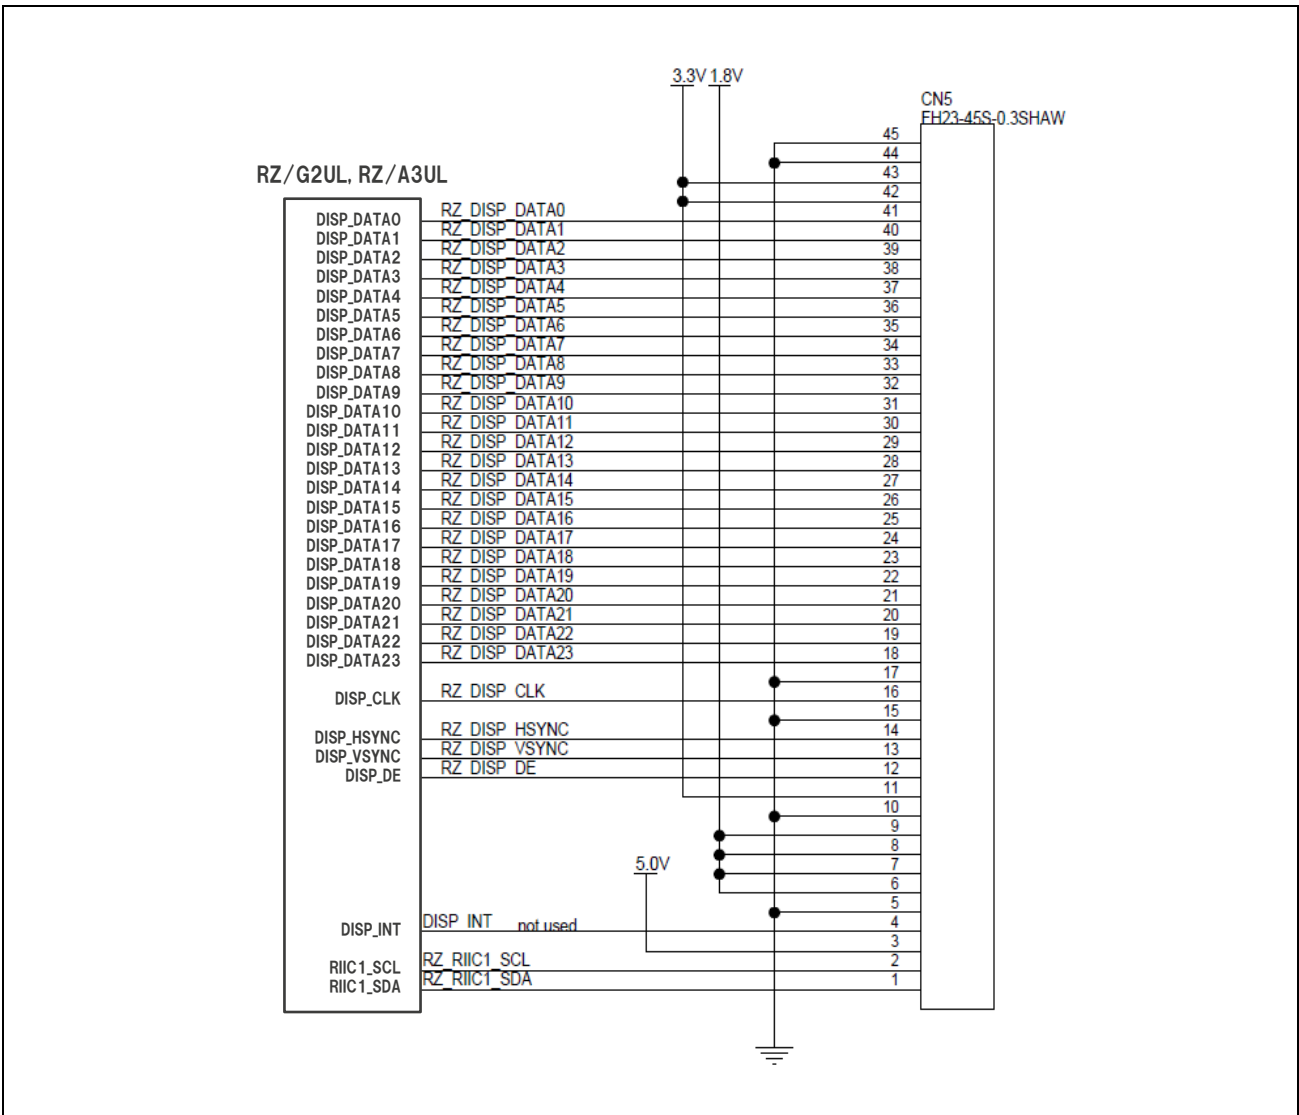 3.3V 1.8V
CN5
FH23-45S-0.3SHAW
RZ/G2UL, RZ/A3UL
45
44
43
42
DISP_DATA0 RZ_DISP_DATA0 41
DISP_DATA1 RZ_DISP_DATA1 40
DISP_DATA2 RZ_DISP_DATA2 39
DISP_DATA3 RZ_DISP_DATA3 38
DISP_DATA4 RZ_DISP_DATA4 37
DISP_DATA5 RZ_DISP_DATA5 36
DISP_DATA6 RZ_DISP_DATA6 35
DISP_DATA7 RZ_DISP_DATA7 34
DISP_DATA8 RZ_DISP_DATA8 33
DISP_DATA9 RZ_DISP_DATA9 32
DISP_DATA10 RZ_DISP_DATA10 31
DISP_DATA11 RZ_DISP_DATA11 30
DISP_DATA12 RZ_DISP_DATA12 29
DISP_DATA13 RZ_DISP_DATA13 28
DISP_DATA14 RZ_DISP_DATA14 27
DISP_DATA15 RZ_DISP_DATA15 26
DISP_DATA16 RZ_DISP_DATA16 25
DISP_DATA17 RZ_DISP_DATA17 24
DISP_DATA18 RZ_DISP_DATA18 23
DISP_DATA19 RZ_DISP_DATA19 22
DISP_DATA20 RZ_DISP_DATA20 21
DISP_DATA21 RZ_DISP_DATA21 20
DISP_DATA22 RZ_DISP_DATA22 19
DISP_DATA23 RZ_DISP_DATA23 18
17
DISP_CLK RZ_DISP_CLK 16
15
DISP_HSYNC RZ_DISP_HSYNC 14
DISP_VSYNC RZ_DISP_VSYNC 13
DISP_DE RZ_DISP_DE 12
11
10
9
8
5.0V 7
6
5
DISP_INT DISP_INT not used 4
3
RIIC1_SCL RZ_RIIC1_SCL 2
RIIC1_SDA RZ_RIIC1_SDA 1